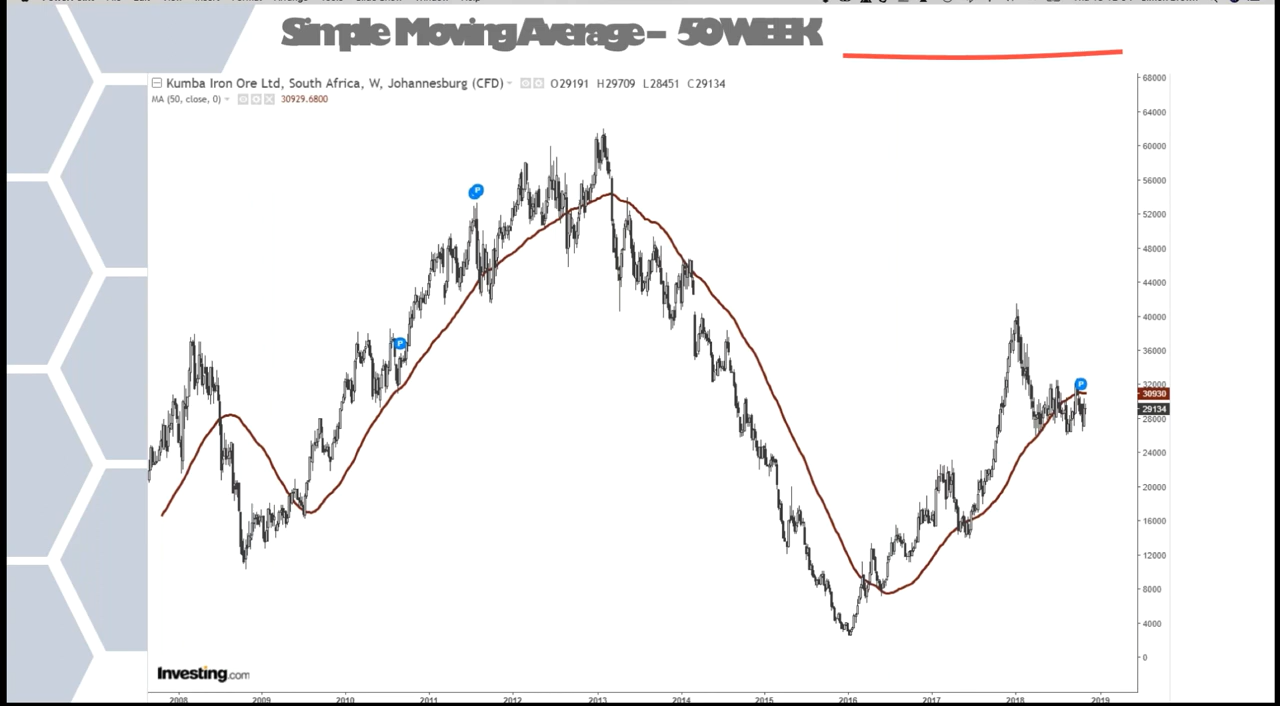 Simple Moving Average – 50 WEEK
Kumba Iron Ore Ltd, South Africa, W, Johannesburg (CFD) O29191 H29709 L28451 C29134
MA (50, close, 0) 30929.6800
68000
64000
60000
56000
52000
48000
44000
40000
36000
32000
30930
29134
28000
24000
20000
16000
12000
8000
4000
0
P
P
P
Investing.com
2008 2009 2010 2011 2012 2013 2014 2015 2016 2017 2018 2019